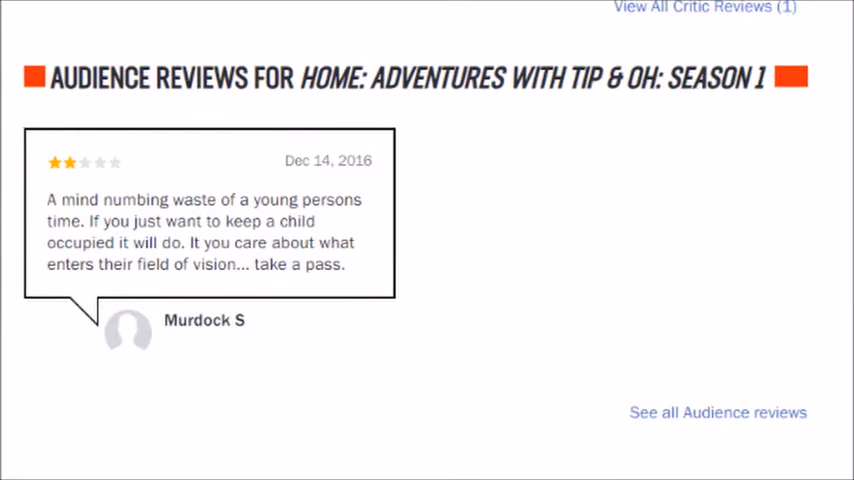 View All Critic Reviews (1)
AUDIENCE REVIEWS FOR HOME: ADVENTURES WITH TIP & OH: SEASON 1
Dec 14, 2016
A mind numbing waste of a young persons
time. If you just want to keep a child
occupied it will do. It you care about what
enters their field of vision... take a pass.
Murdock S
See all Audience reviews